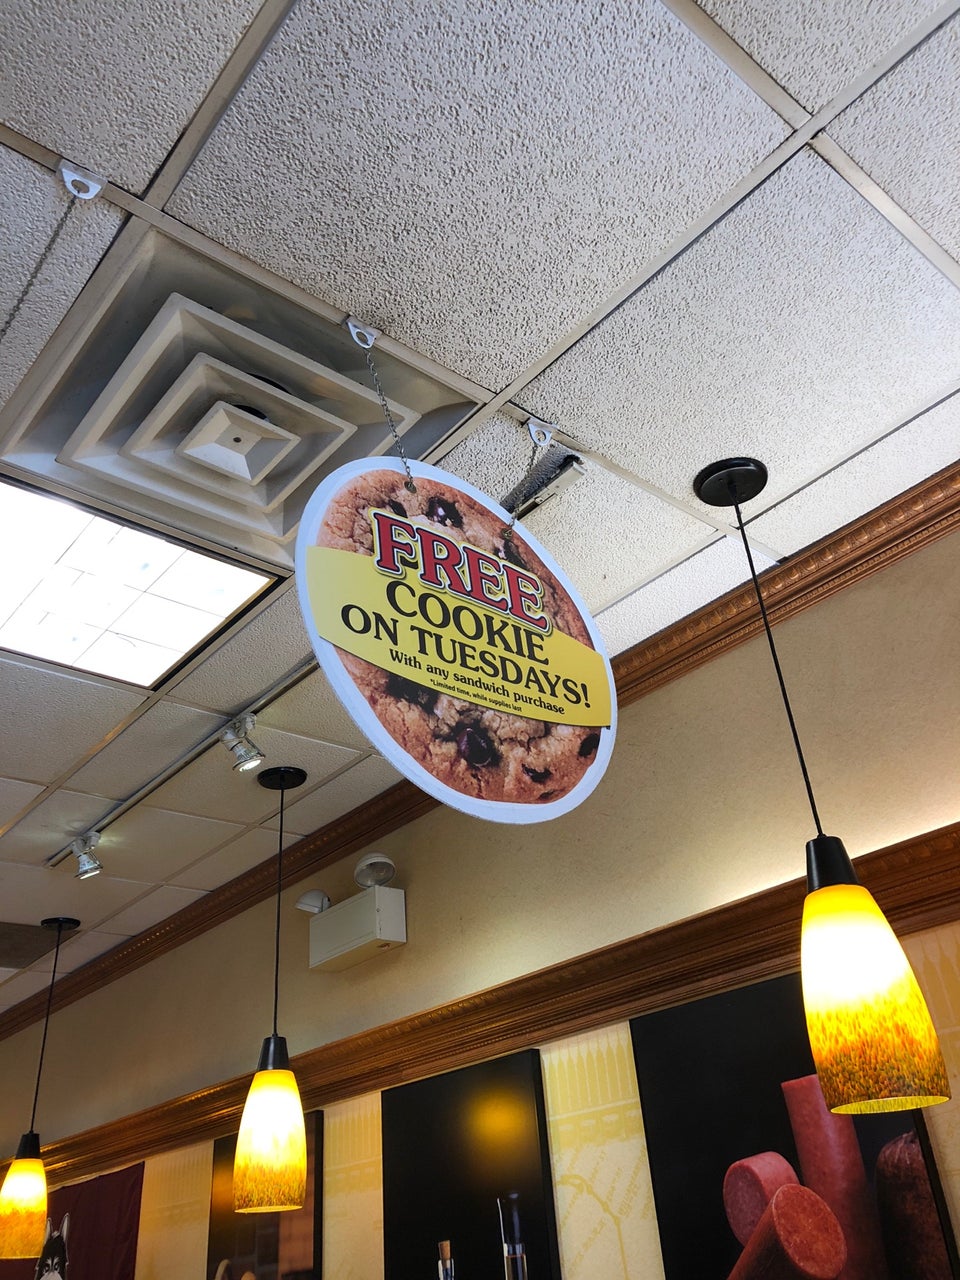 FREE
COOKIE
ON TUESDAYS!
With any sandwich purchase
*Limited time, while supplies last